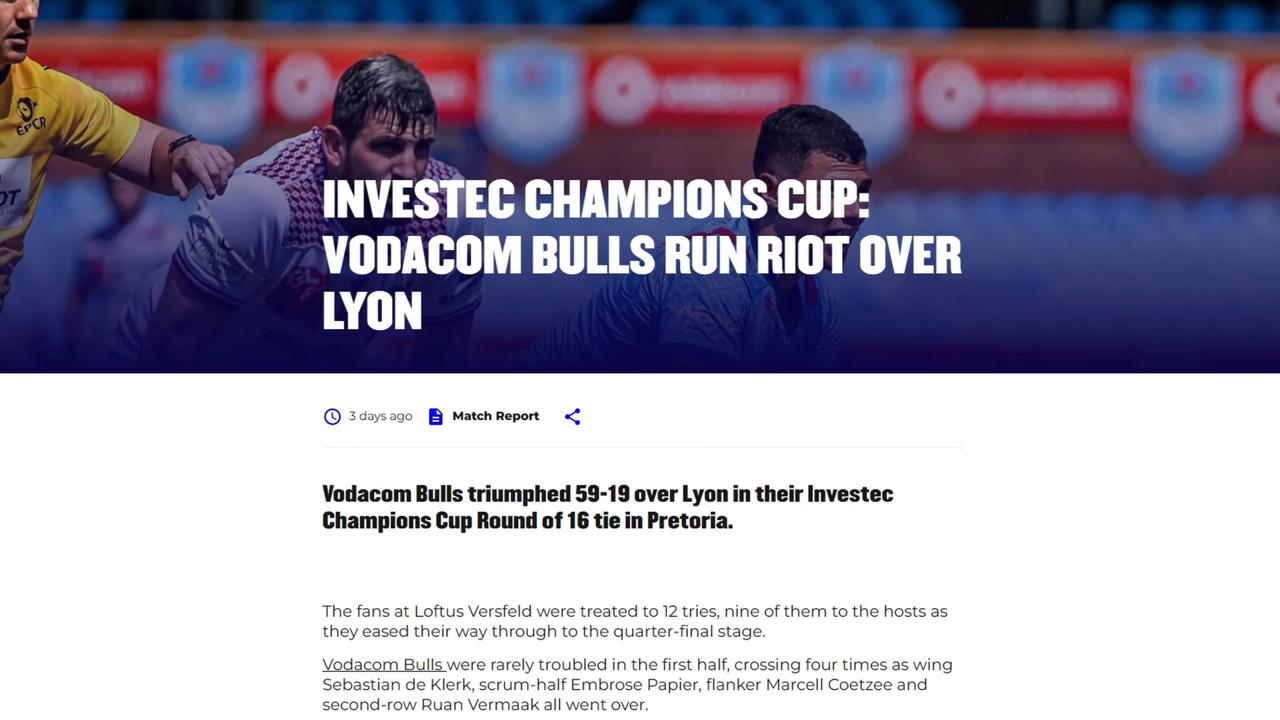 EPCR
INVESTEC CHAMPIONS CUP:
VODACOM BULLS RUN RIOT OVER
LYON
3 days ago Match Report
Vodacom Bulls triumphed 59-19 over Lyon in their Investec
Champions Cup Round of 16 tie in Pretoria.
The fans at Loftus Versfeld were treated to 12 tries, nine of them to the hosts as
they eased their way through to the quarter-final stage.
Vodacom Bulls were rarely troubled in the first half, crossing four times as wing
Sebastian de Klerk, scrum-half Embrose Papier, flanker Marcell Coetzee and
second-row Ruan Vermaak all went over.